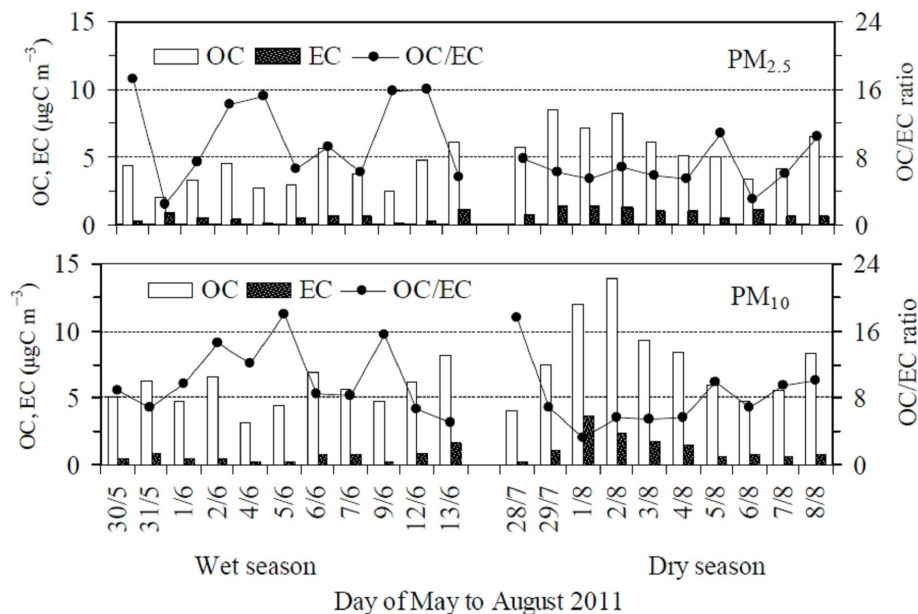 15 24
OC EC OC/EC PM2.5
10 16
5 8
0 0
OC, EC (µgC m−3)
OC/EC ratio
15 24
OC EC OC/EC PM10
10 16
5 8
0 0
OC, EC (µgC m−3)
OC/EC ratio
30/5 31/5 1/6 2/6 4/6 5/6 6/6 7/6 9/6 12/6 13/6 28/7 29/7 1/8 2/8 3/8 4/8 5/8 6/8 7/8 8/8
Wet season Dry season
Day of May to August 2011